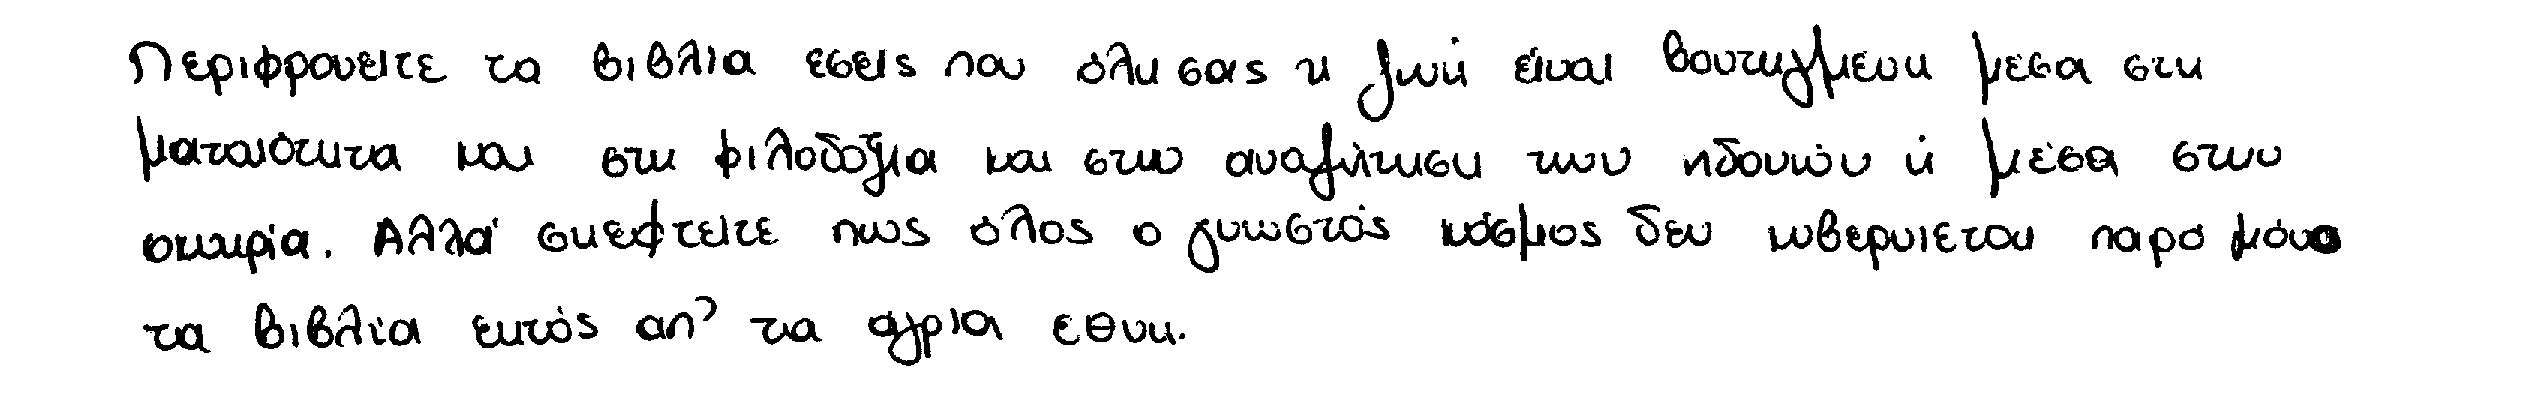 Περιφρονείτε τα βιβλία εσείς που όλη σας η ζωή είναι βουτηγμένη μέσα στη
ματαιότητα και στη φιλοδοξία και στην αναζήτηση των ηδονών ή μέσα στην
οκνηρία. Αλλά σκεφτείτε πως όλος ο γνωστός κόσμος δεν κυβερνιέται παρά μόνο
τα βιβλία εκτός απ' τα άγρια έθνη.